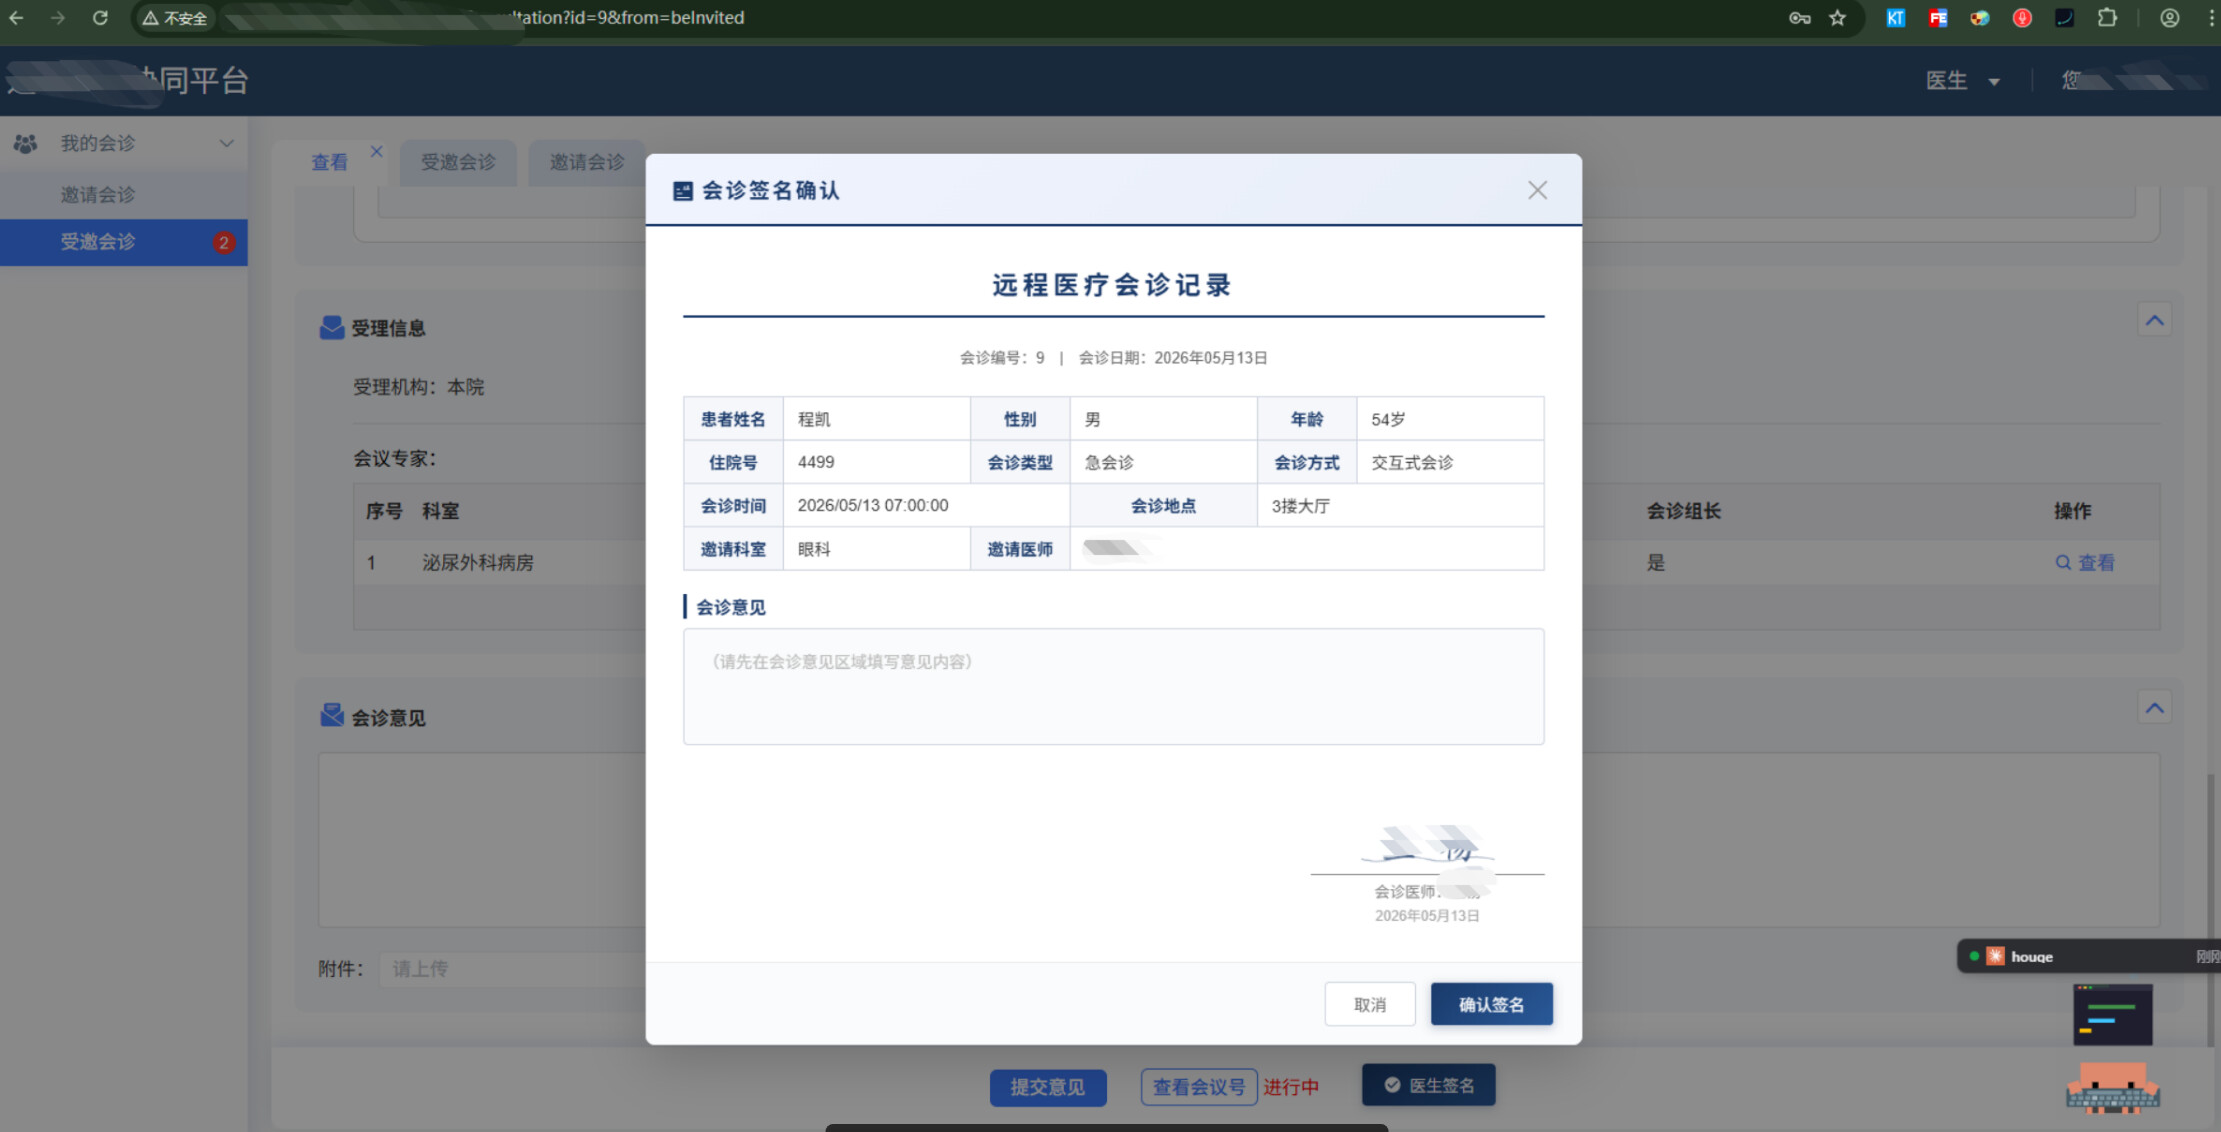 不安全
ltation?id=9&from=beInvited
协同平台
医生
您
我的会诊
邀请会诊
受邀会诊 2
查看
受邀会诊
邀请会诊
受理信息
受理机构：本院
会议专家：
序号 科室 会诊组长 操作
1 泌尿外科病房 是 查看
会诊意见
附件： 请上传
提交意见 查看会议号 进行中 医生签名
会诊签名确认
远程医疗会诊记录
会诊编号：9 | 会诊日期：2026年05月13日
患者姓名 程凯 性别 男 年龄 54岁
住院号 4499 会诊类型 急会诊 会诊方式 交互式会诊
会诊时间 2026/05/13 07:00:00 会诊地点 3搂大厅
邀请科室 眼科 邀请医师
会诊意见
（请先在会诊意见区域填写意见内容）
会诊医师：
2026年05月13日
取消 确认签名
houge 刚刚
KT
FE